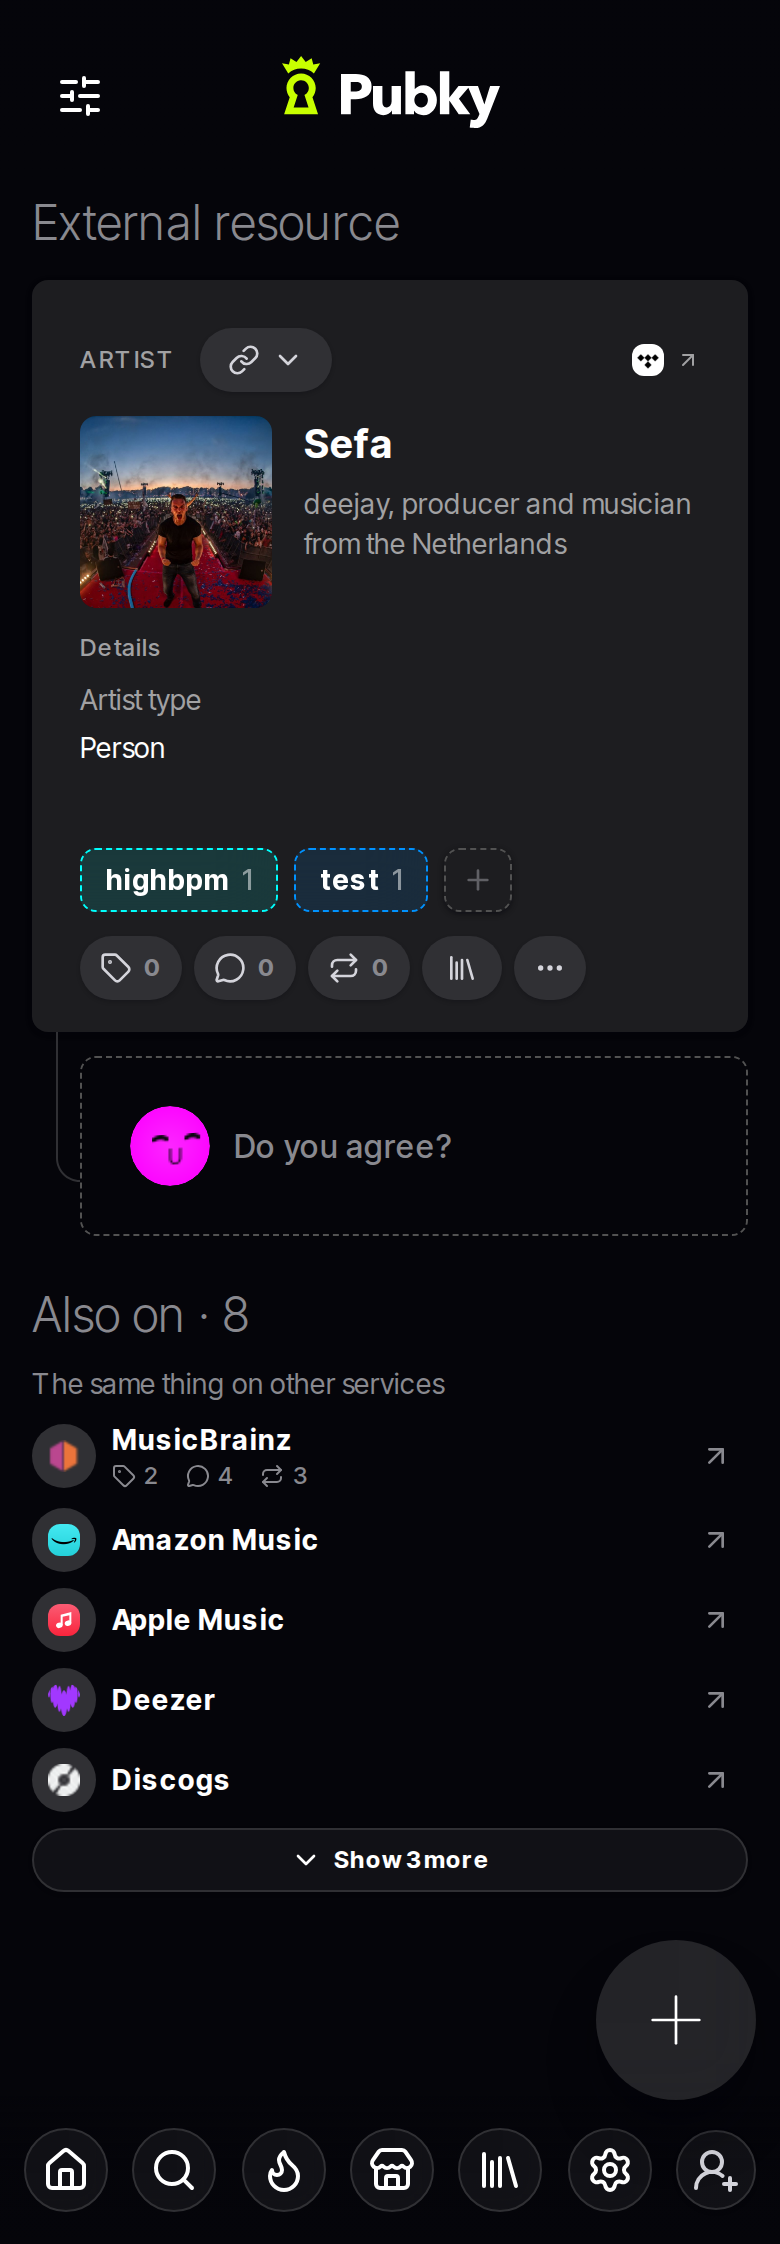 Pubky
External resource
ARTIST
Sefa
deejay, producer and musician
from the Netherlands
Details
Artist type
Person
highbpm 1
test 1
0
0
0
Do you agree?
Also on · 8
The same thing on other services
MusicBrainz
2 4 3
Amazon Music
Apple Music
Deezer
Discogs
Show 3 more